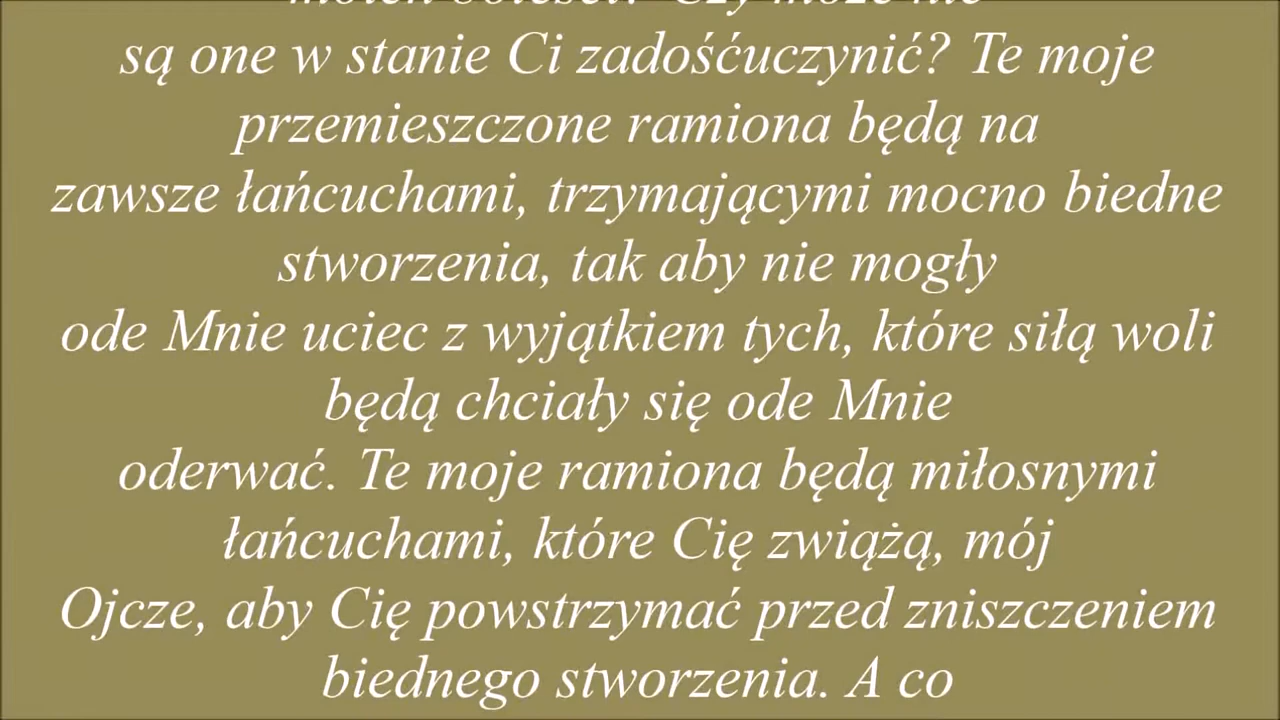 są one w stanie Ci zadośćuczynić? Te moje
przemieszczone ramiona będą na
zawsze łańcuchami, trzymającymi mocno biedne
stworzenia, tak aby nie mogły
ode Mnie uciec z wyjątkiem tych, które siłą woli
będą chciały się ode Mnie
oderwać. Te moje ramiona będą miłosnymi
łańcuchami, które Cię zwiążą, mój
Ojcze, aby Cię powstrzymać przed zniszczeniem
biednego stworzenia. A co